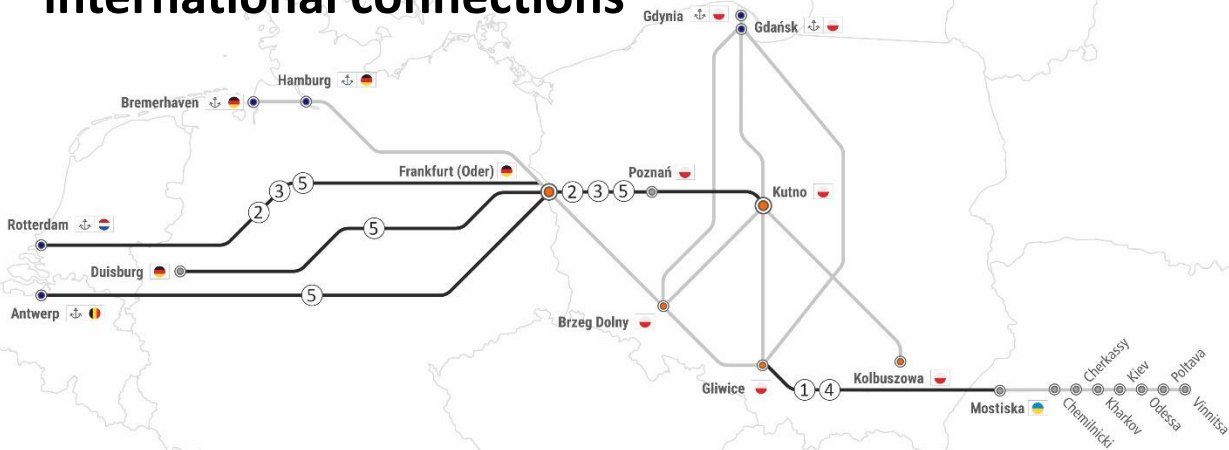 international connections
Gdynia
Gdańsk
Hamburg
Bremerhaven
Frankfurt (Oder)
Poznań
3 5
2 3 5
Kutno
2
Rotterdam
5
Duisburg
5
Antwerp
Brzeg Dolny
Gliwice
1 4
Kolbuszowa
Mostiska
Cherkassy
Kiev
Poltava
Chemilnicki
Kharkov
Odessa
Vinnitsa